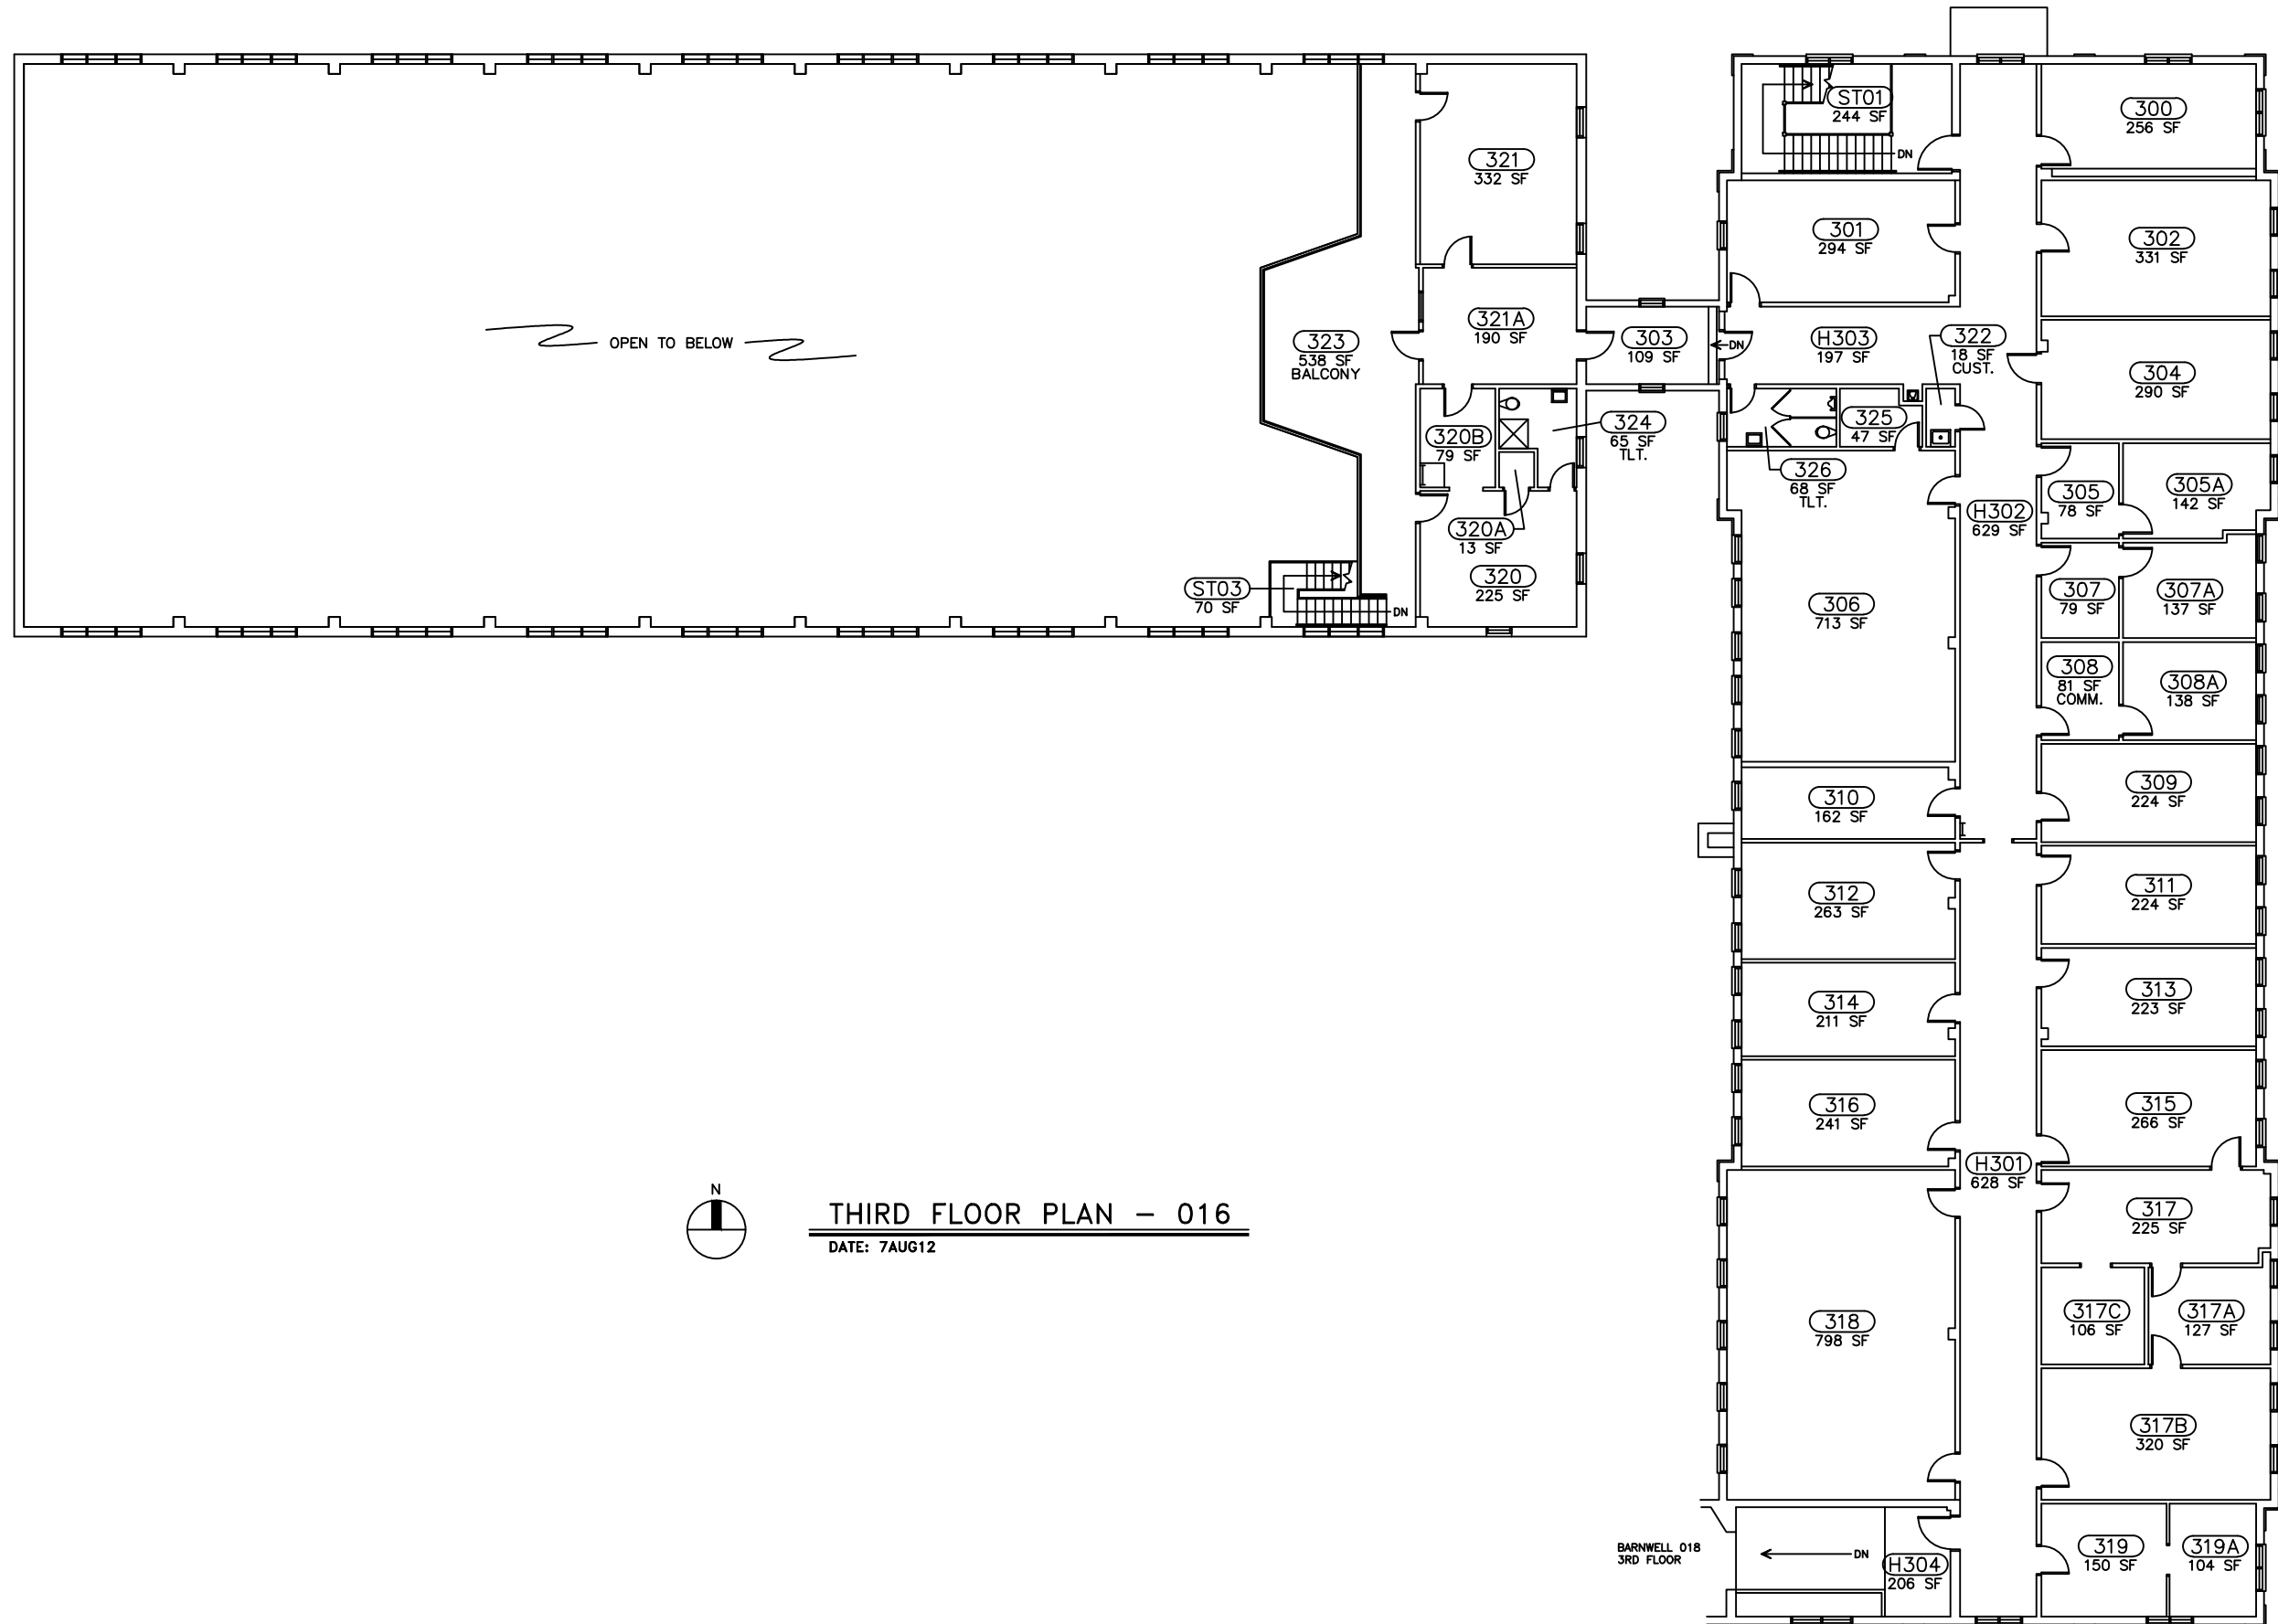 ST01
244 SF
DN
300
256 SF
301
294 SF
302
331 SF
321
332 SF
OPEN TO BELOW
323
538 SF
BALCONY
321A
190 SF
303
109 SF
DN
H303
197 SF
322
18 SF
CUST.
304
290 SF
320B
79 SF
324
65 SF
TLT.
325
47 SF
326
68 SF
TLT.
H302
629 SF
305
78 SF
305A
142 SF
320A
13 SF
320
225 SF
ST03
70 SF
DN
306
713 SF
307
79 SF
307A
137 SF
308
81 SF
COMM.
308A
138 SF
310
162 SF
309
224 SF
312
263 SF
311
224 SF
314
211 SF
313
223 SF
316
241 SF
315
266 SF
H301
628 SF
N
THIRD FLOOR PLAN - 016
DATE: 7AUG12
317
225 SF
318
798 SF
317C
106 SF
317A
127 SF
317B
320 SF
BARNWELL 018
3RD FLOOR
DN
H304
206 SF
319
150 SF
319A
104 SF